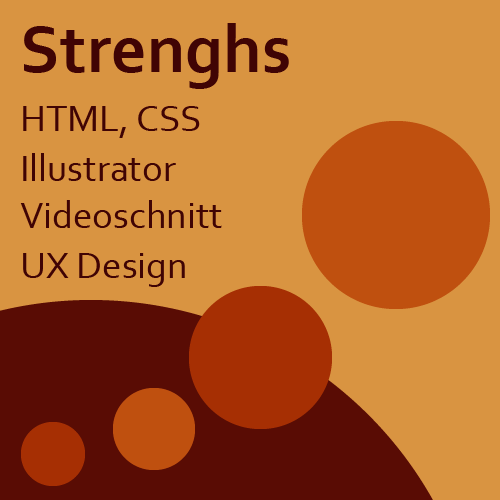 Strenghs
HTML, CSS
Illustrator
Videoschnitt
UX Design